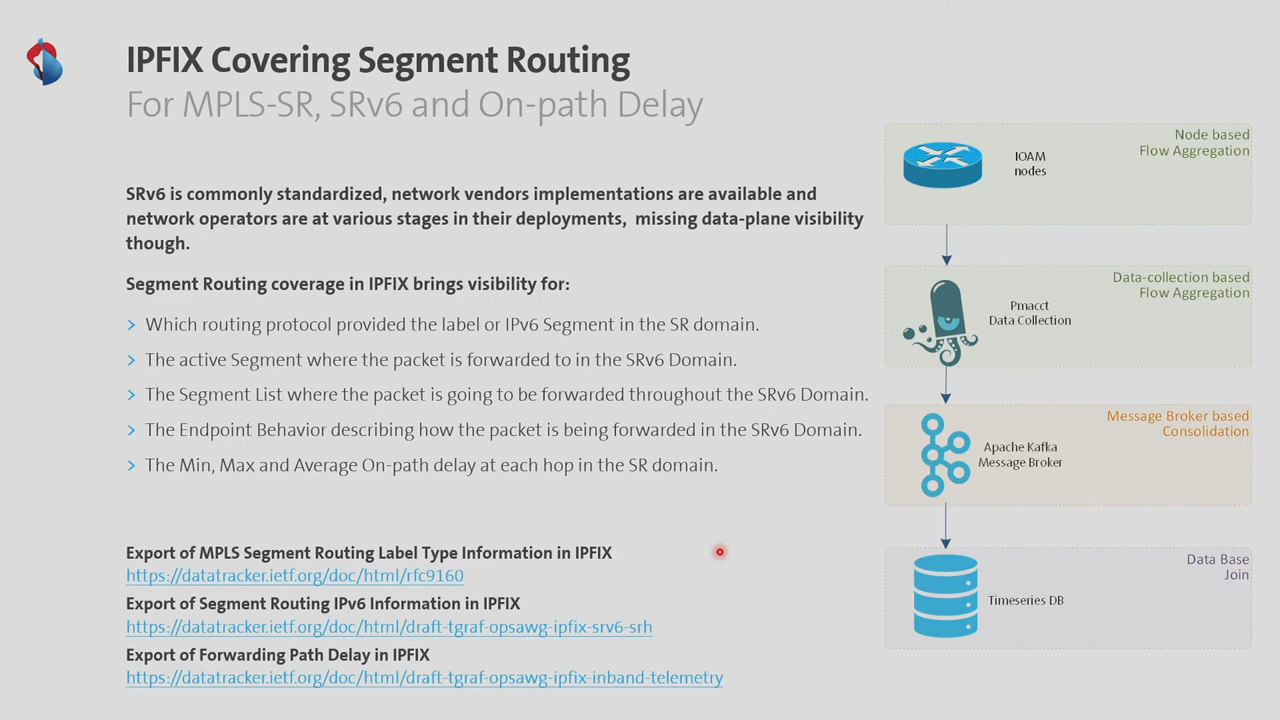 IPFIX Covering Segment Routing
For MPLS-SR, SRv6 and On-path Delay
SRv6 is commonly standardized, network vendors implementations are available and
network operators are at various stages in their deployments,  missing data-plane visibility
though.
Segment Routing coverage in IPFIX brings visibility for:
> Which routing protocol provided the label or IPv6 Segment in the SR domain.
> The active Segment where the packet is forwarded to in the SRv6 Domain.
> The Segment List where the packet is going to be forwarded throughout the SRv6 Domain.
> The Endpoint Behavior describing how the packet is being forwarded in the SRv6 Domain.
> The Min, Max and Average On-path delay at each hop in the SR domain.
Export of MPLS Segment Routing Label Type Information in IPFIX
https://datatracker.ietf.org/doc/html/rfc9160
Export of Segment Routing IPv6 Information in IPFIX
https://datatracker.ietf.org/doc/html/draft-tgraf-opsawg-ipfix-srv6-srh
Export of Forwarding Path Delay in IPFIX
https://datatracker.ietf.org/doc/html/draft-tgraf-opsawg-ipfix-inband-telemetry
Node based
Flow Aggregation
IOAM
nodes
Data-collection based
Flow Aggregation
Pmacct
Data Collection
Message Broker based
Consolidation
Apache Kafka
Message Broker
Data Base
Join
Timeseries DB